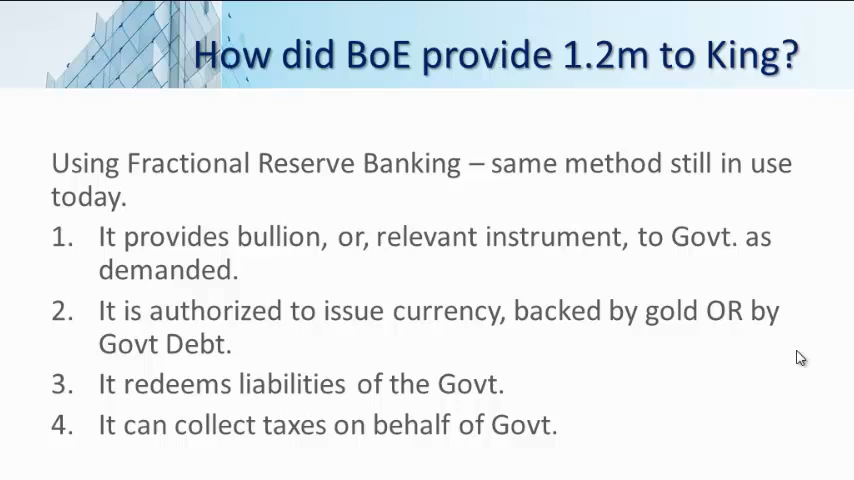 How did BoE provide 1.2m to King?
Using Fractional Reserve Banking – same method still in use
today.
1. It provides bullion, or, relevant instrument, to Govt. as
demanded.
2. It is authorized to issue currency, backed by gold OR by
Govt Debt.
3. It redeems liabilities of the Govt.
4. It can collect taxes on behalf of Govt.